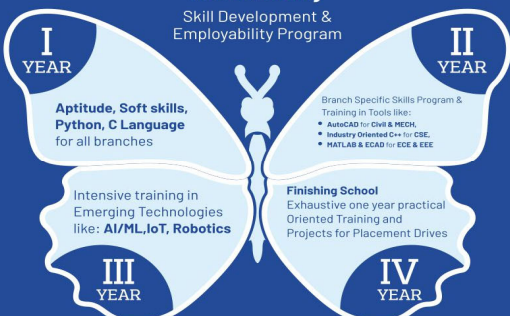 Skill Development &
Employability Program
I
YEAR
Aptitude, Soft skills,
Python, C Language
for all branches
II
YEAR
Branch Specific Skills Program &
Training in Tools like:
• AutoCAD for Civil & MECH,
• Industry Oriented C++ for CSE,
• MATLAB & ECAD for ECE & EEE
Intensive training in
Emerging Technologies
like: AI/ML,IoT, Robotics
III
YEAR
Finishing School
Exhaustive one year practical
Oriented Training and
Projects for Placement Drives
IV
YEAR